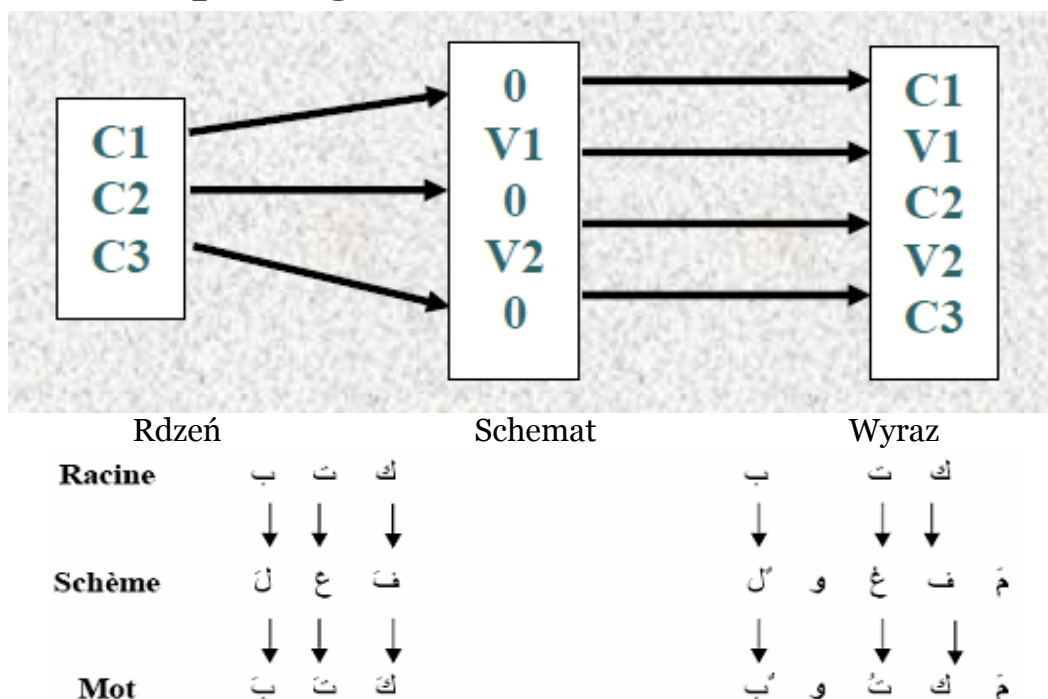 C1
C2
C3
0
V1
0
V2
0
C1
V1
C2
V2
C3
Rdzeń Schemat Wyraz
Racine ك ت ب ك ت ب
Schème فَ ع لَ مَ ف عُ و لٌ
Mot كَ تَ بَ مَ ك تُ و بٌ